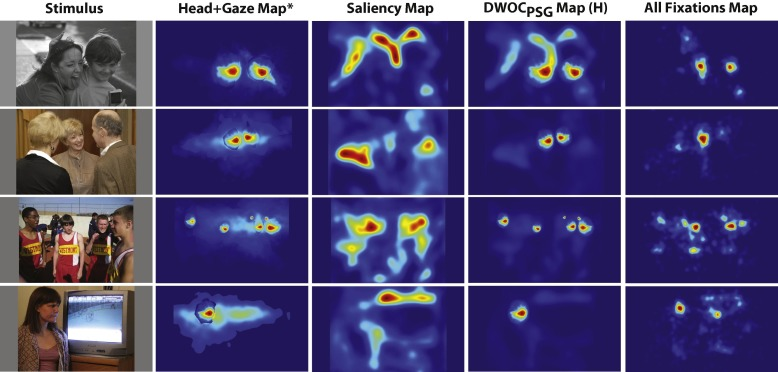 Stimulus
Head+Gaze Map*
Saliency Map
DWOCPSG Map (H)
All Fixations Map